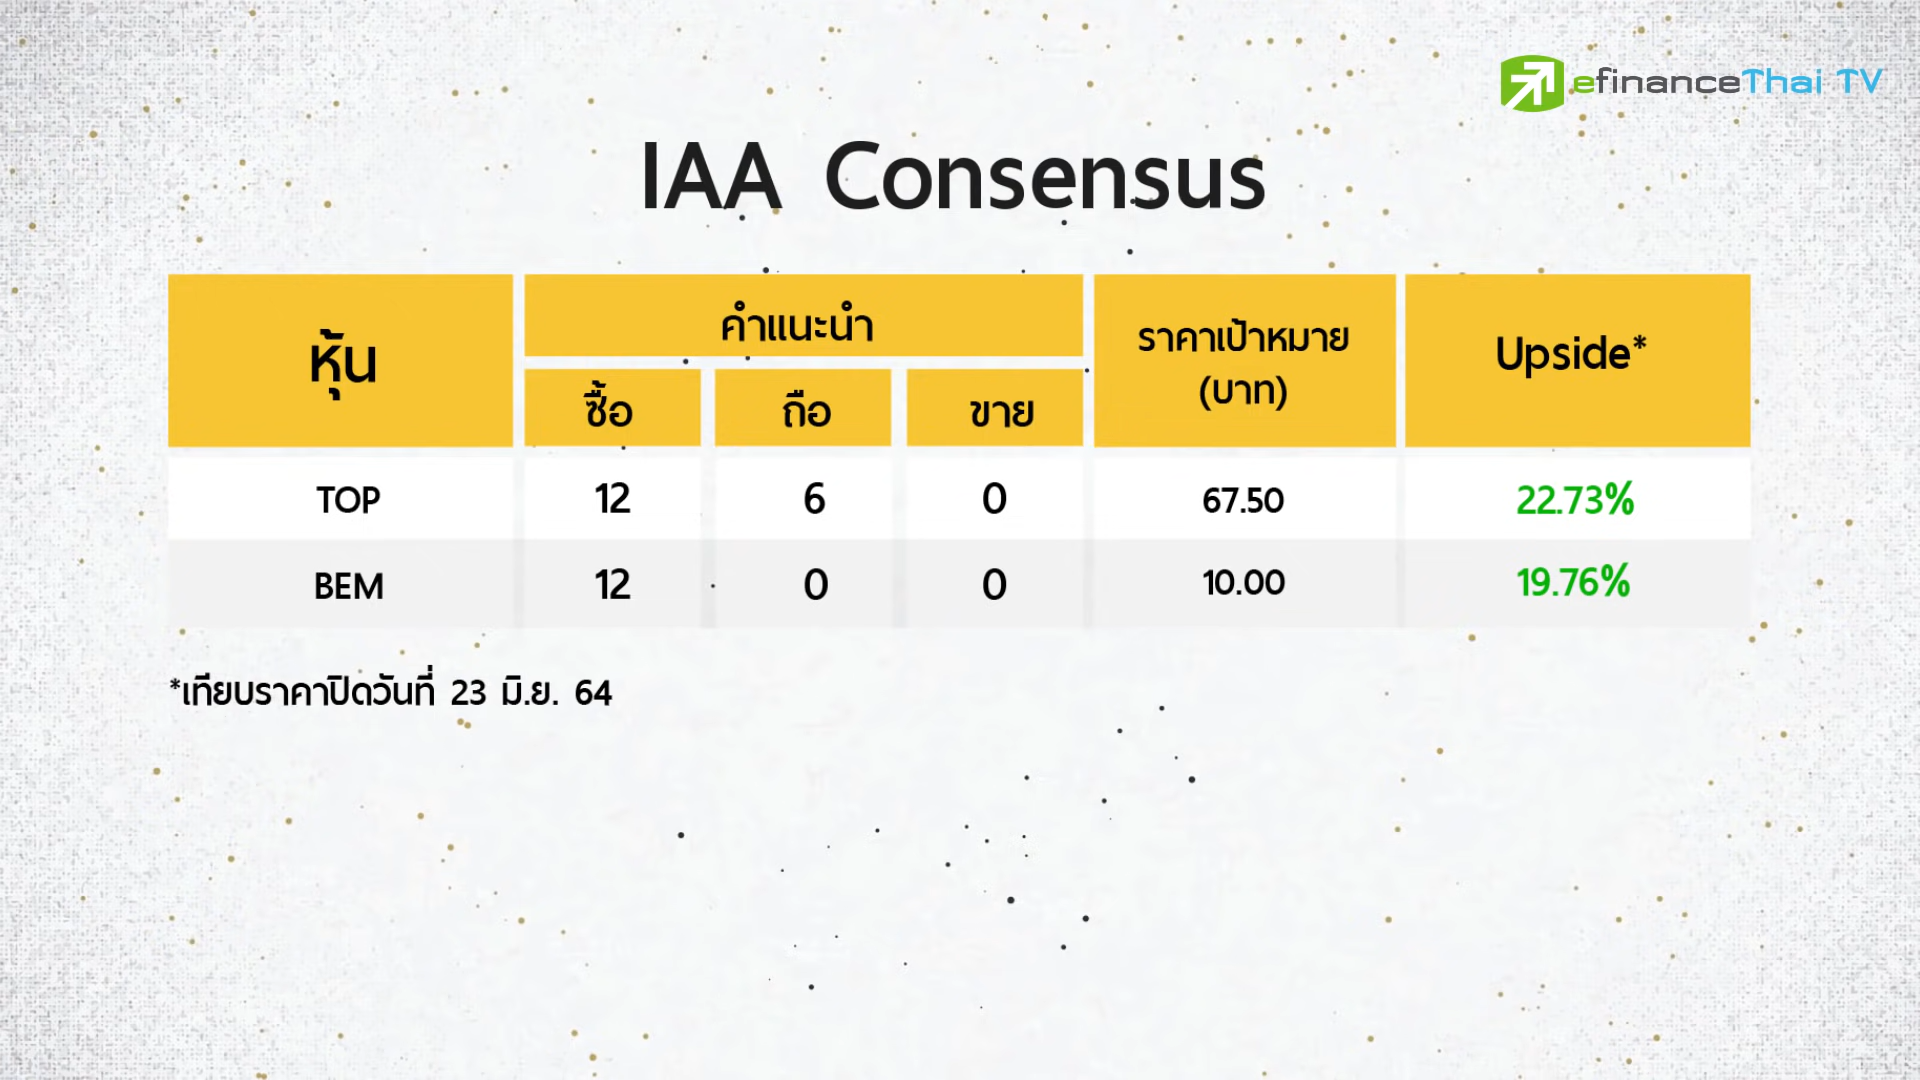 efinanceThai TV
IAA Consensus
หุ้น คำแนะนำ ราคาเป้าหมาย Upside*
(บาท)
ซื้อ ถือ ขาย
TOP 12 6 0 67.50 22.73%
BEM 12 0 0 10.00 19.76%
*เทียบราคาปิดวันที่ 23 มิ.ย. 64